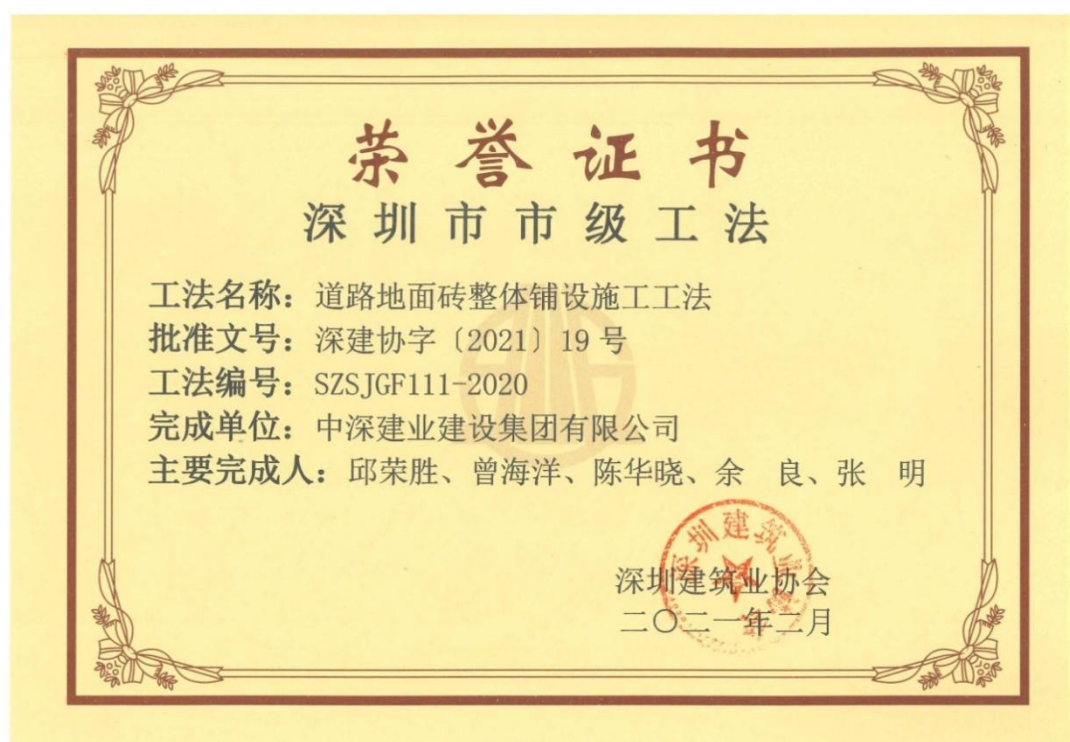 荣誉证书
深圳市市级工法
工法名称：道路地面砖整体铺设施工工法
批准文号：深建协字〔2021〕19号
工法编号：SZSJGF111-2020
完成单位：中深建业建设集团有限公司
主要完成人：邱荣胜、曾海洋、陈华晓、余　良、张　明
深圳建筑业协会
二〇二一年二月